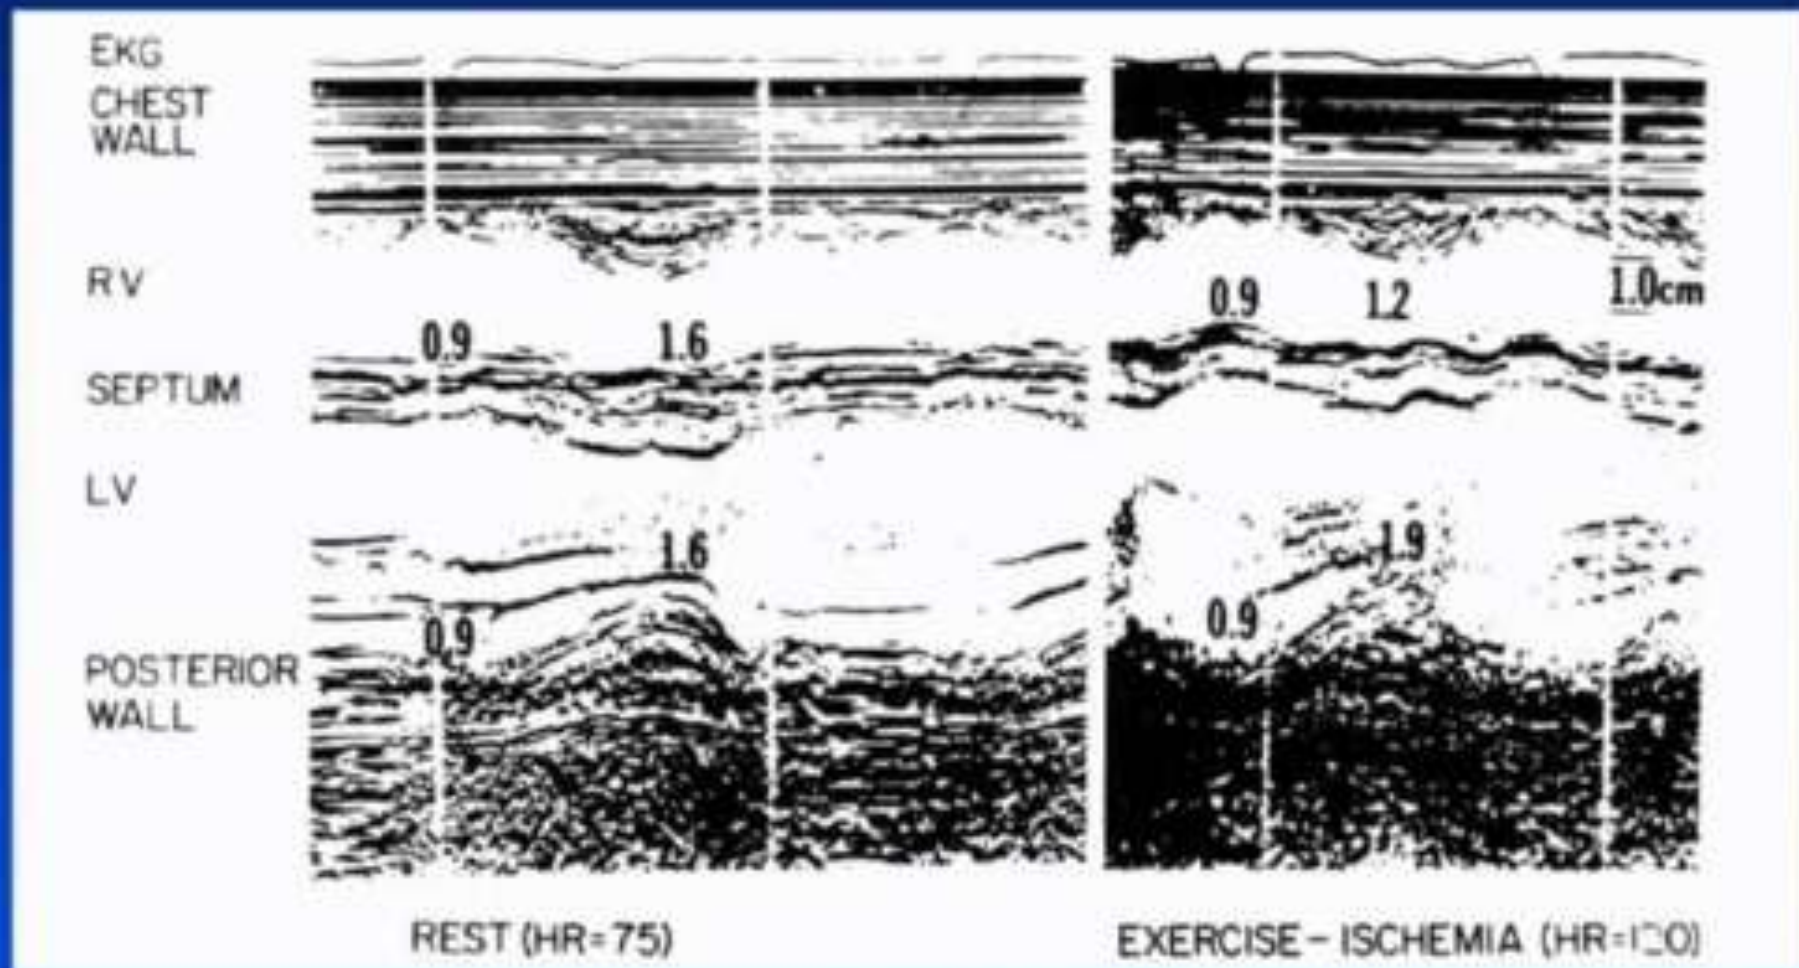 EKG
CHEST
WALL
RV
0.9
1.2
1.0cm
0.9
1.6
SEPTUM
LV
1.6
1.9
0.9
0.9
POSTERIOR
WALL
REST (HR=75)
EXERCISE- ISCHEMIA